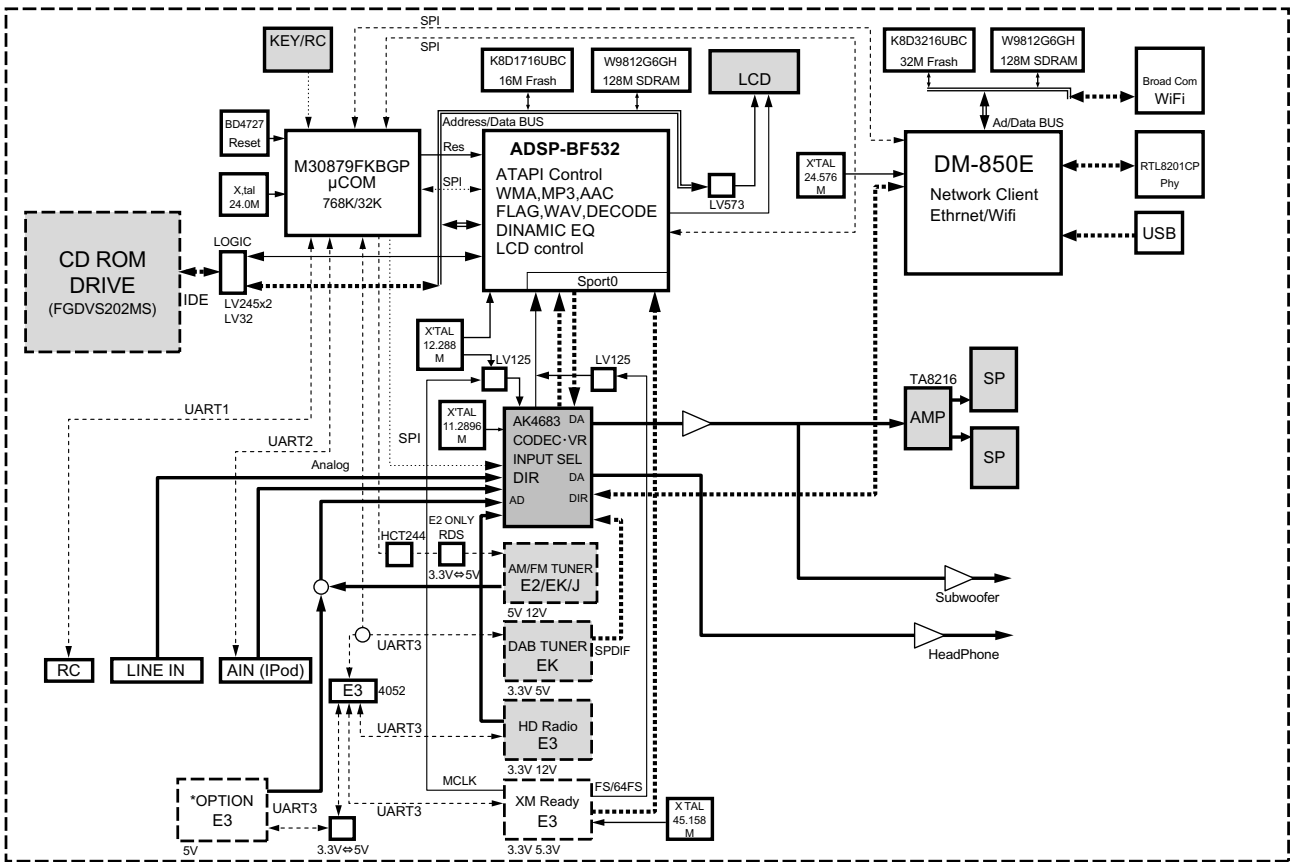 SPI
SPI
KEY/RC
K8D1716UBC
16M Frash
W9812G6GH
128M SDRAM
LCD
K8D3216UBC
32M Frash
W9812G6GH
128M SDRAM
Broad Com
WiFi
BD4727
Reset
Address/Data BUS
Ad/Data BUS
M30879FKBGP
µCOM
768K/32K
Res
SPI
ADSP-BF532
ATAPI Control
WMA,MP3,AAC
FLAG,WAV,DECODE
DINAMIC EQ
LCD control
Sport0
X,tal
24.0M
LV573
X'TAL
24.576
M
DM-850E
Network Client
Ethrnet/Wifi
RTL8201CP
Phy
USB
CD ROM
DRIVE
(FGDVS202MS)
IDE
LOGIC
LV245x2
LV32
X'TAL
12.288
M
LV125
LV125
TA8216
AMP
SP
SP
UART1
UART2
SPI
X'TAL
11.2896
M
AK4683
DA
CODEC·VR
INPUT SEL
DIR
DA
AD
DIR
Analog
HCT244
E2 ONLY
RDS
3.3V⇔5V
AM/FM TUNER
E2/EK/J
5V 12V
Subwoofer
UART3
DAB TUNER
EK
SPDIF
3.3V 5V
HeadPhone
RC
LINE IN
AIN (IPod)
E3
4052
UART3
HD Radio
E3
3.3V 12V
MCLK
FS/64FS
*OPTION
E3
5V
UART3
3.3V⇔5V
UART3
XM Ready
E3
3.3V 5.3V
X TAL
45.158
M